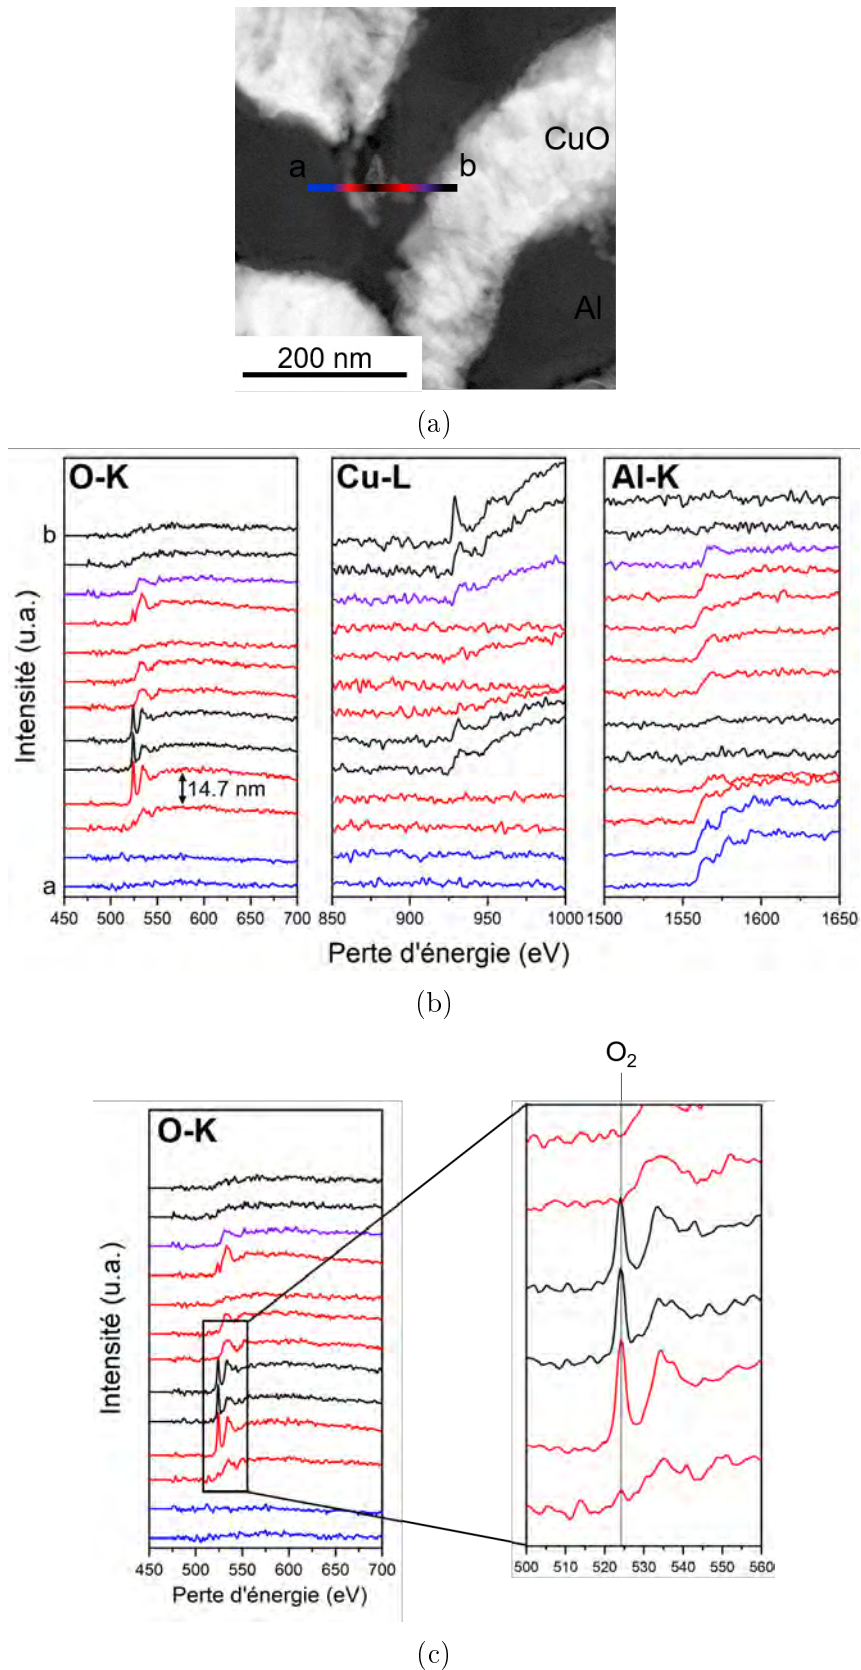 a
b
CuO
Al
200 nm
(a)
O-K
Cu-L
Al-K
b
Intensité (u.a.)
14.7 nm
a
450 500 550 600 650 700
850 900 950 1000
1500 1550 1600 1650
Perte d'énergie (eV)
(b)
O2
O-K
Intensité (u.a.)
450 500 550 600 650 700
Perte d'énergie (eV)
500 510 520 530 540 550 560
(c)